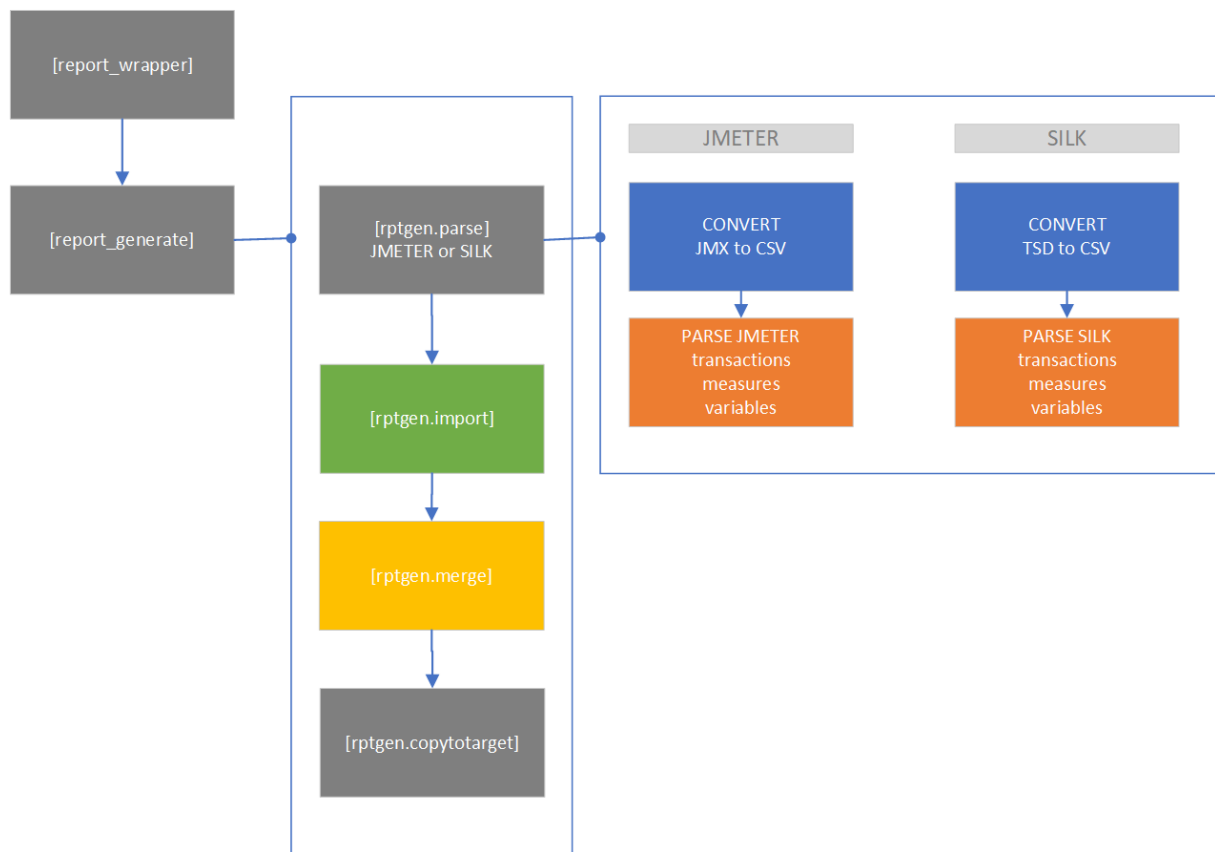 [report_wrapper]
[report_generate]
[rptgen.parse]
JMETER or SILK
[rptgen.import]
[rptgen.merge]
[rptgen.copytotarget]
JMETER
CONVERT
JMX to CSV
PARSE JMETER
transactions
measures
variables
SILK
CONVERT
TSD to CSV
PARSE SILK
transactions
measures
variables